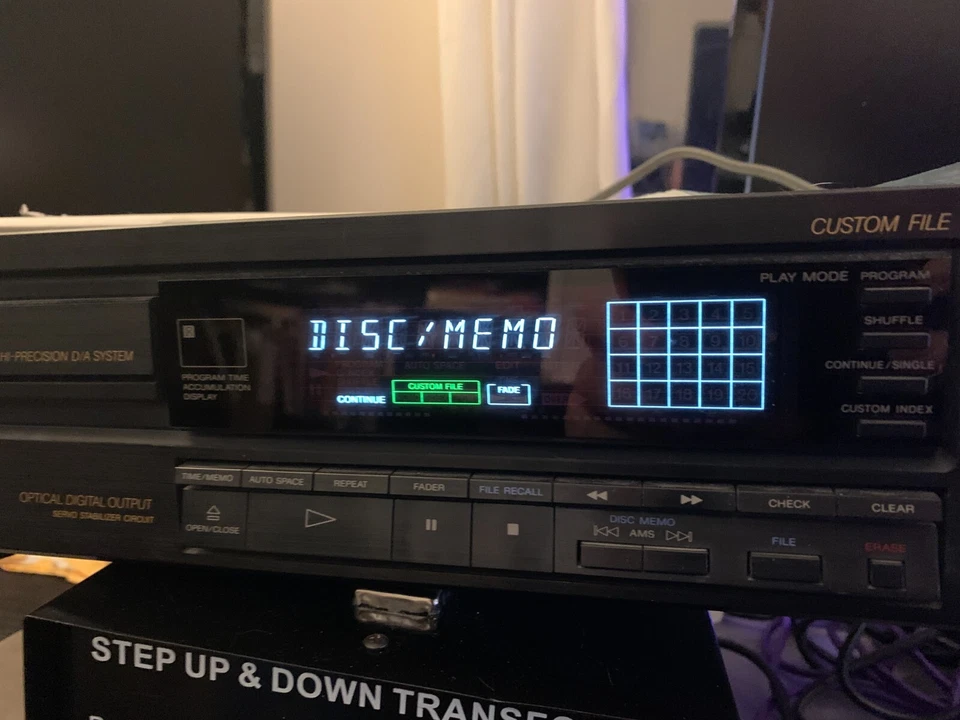 CUSTOM FILE
PLAY MODE PROGRAM
SHUFFLE
CONTINUE/SINGLE
CUSTOM INDEX
DISC/MEMO
AUTO SPACE
EDIT
CONTINUE
CUSTOM FILE
FADE
1 2 3 4 5
6 7 8 9 10
11 12 13 14 15
16 17 18 19 20
HI-PRECISION D/A SYSTEM
PROGRAM TIME
ACCUMULATION
DISPLAY
OPTICAL DIGITAL OUTPUT
SERVO STABILIZER CIRCUIT
TIME/MEMO AUTO SPACE REPEAT FADER FILE RECALL
CHECK CLEAR
OPEN/CLOSE
DISC MEMO
AMS
FILE
ERASE
STEP UP & DOWN